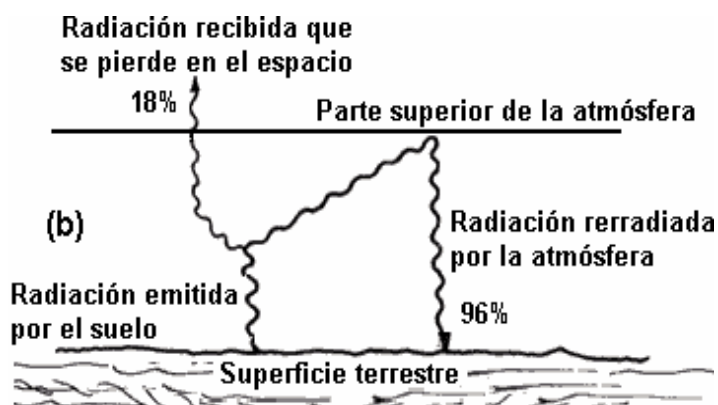 Radiación recibida que
se pierde en el espacio
18%
Parte superior de la atmósfera
(b)
Radiación rerradiada
por la atmósfera
Radiación emitida
por el suelo
96%
Superficie terrestre